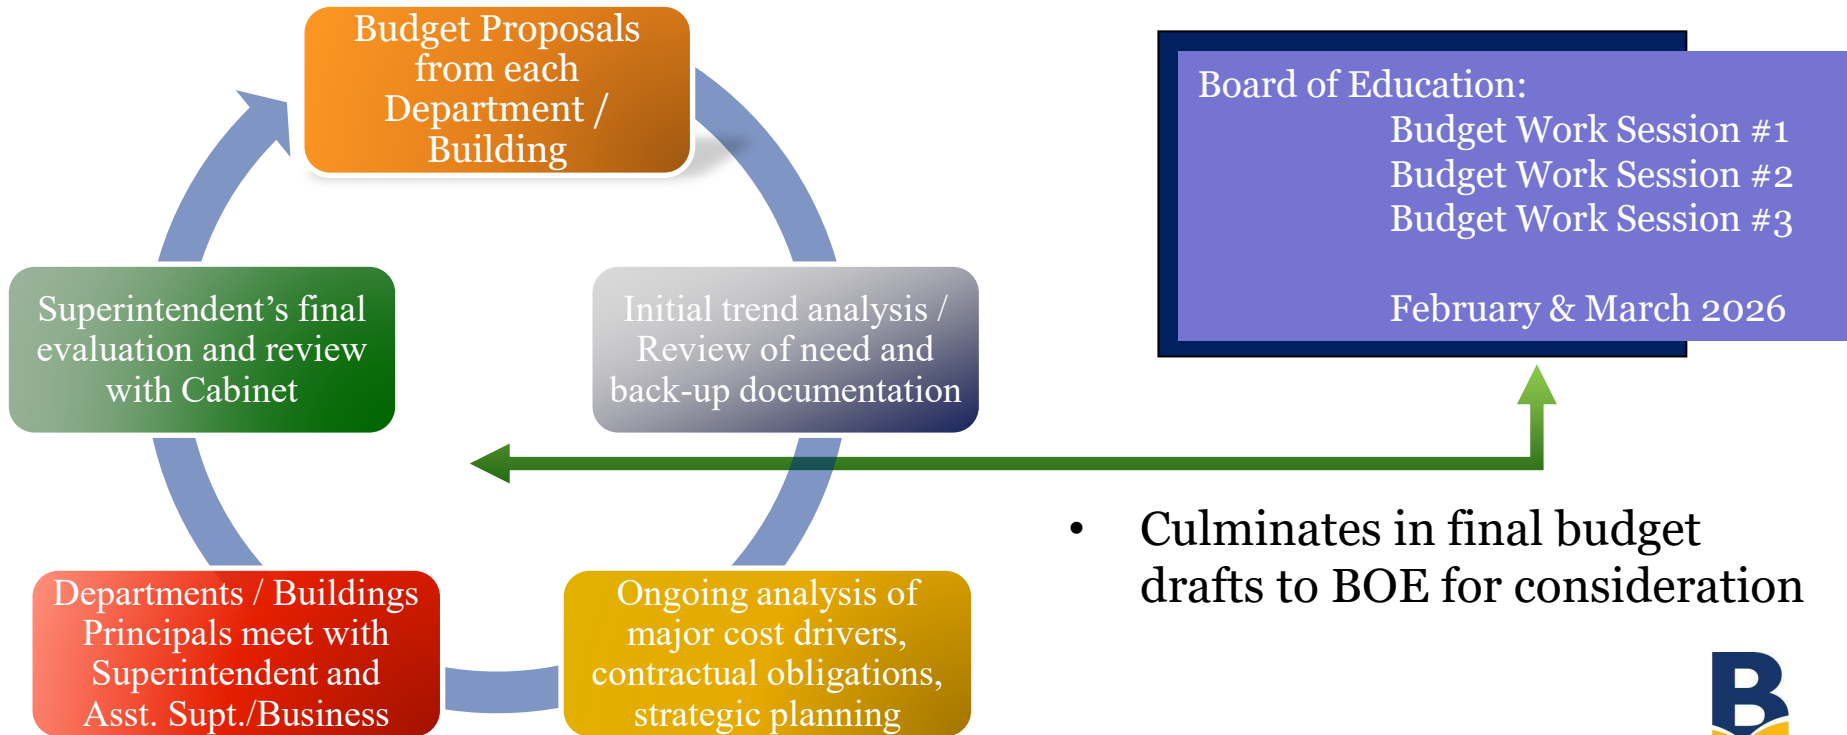 Budget Proposals
from each
Department /
Building
Initial trend analysis /
Review of need and
back-up documentation
Ongoing analysis of
major cost drivers,
contractual obligations,
strategic planning
Departments / Buildings
Principals meet with
Superintendent and
Asst. Supt./Business
Superintendent’s final
evaluation and review
with Cabinet
Board of Education:
Budget Work Session #1
Budget Work Session #2
Budget Work Session #3
February & March 2026
• Culminates in final budget
drafts to BOE for consideration
B